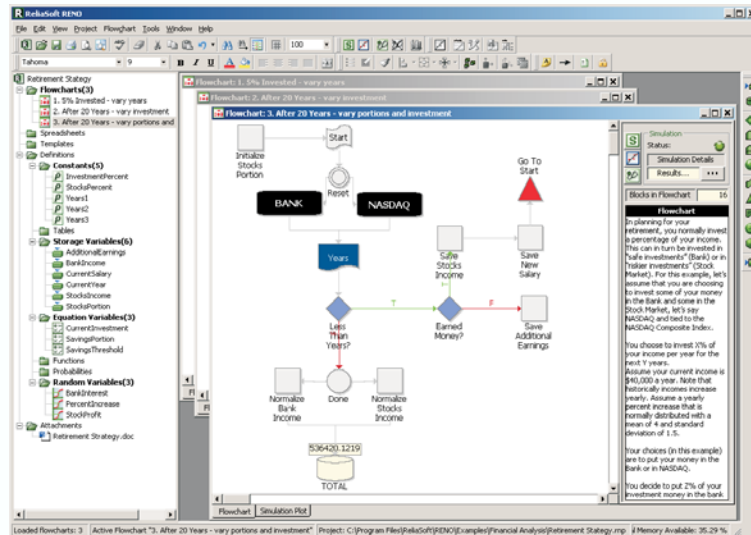 ReliaSoft RENO
File Edit View Project Flowchart Tools Window Help
100
Tahoma 9 B I U
Retirement Stategy
Flowcharts(3)
1. 5% Invested - vary years
2. After 20 Years - vary investment
3. After 20 Years - vary portions and
Spreadsheets
Templates
Definitions
Constants(5)
InvestmentPercent
StocksPercent
Years1
Years2
Years3
Tables
Storage Variables(6)
AdditionalEarnings
BankIncome
CurrentSalary
CurrentYear
StocksIncome
StocksPortion
Equation Variables(3)
CurrentInvestment
SavingsPortion
SavingsThreshold
Functions
Probabilities
Random Variables(3)
BankInterest
PercentIncrease
StockProfit
Attachments
Retirement Strategy.doc
Flowchart: 1. 5% Invested - vary years
Flowchart: 2. After 20 Years - vary investment
Flowchart: 3. After 20 Years - vary portions and investment
Initialize
Stocks
Portion
Start
Reset
BANK
NASDAQ
Years
Go To
Start
Save
Stocks
Income
Save
New
Salary
Less
Than
Years?
T
Earned
Money?
F
Save
Additional
Earnings
Normalize
Bank
Income
Done
Normalize
Stocks
Income
536420.1219
TOTAL
Flowchart Simulation Plot
Simulation
Status:
Simulation Details
Results... ...
Blocks in Flowchart 16
Flowchart
In planning for your
retirement, you normally invest
a percentage of your income.
This can in turn be invested in
"safe investments" (Bank) or in
"riskier investments" (Stock
Market). For this example, let's
assume that you are choosing
to invest some of your money
in the Bank and some in the
Stock Market, let's say
NASDAQ and tied to the
NASDAQ Composite Index.
You choose to invest X% of
your income per year for the
next Y years.
Assume your current income is
$40,000 a year. Note that
historically incomes increase
yearly. Assume a yearly
percent increase that is
normally distributed with a
mean of 4 and standard
deviation of 1.5.
Your choices (in this example)
are to put your money in the
Bank or in NASDAQ.
You decide to put Z% of your
investment money in the bank
Loaded flowcharts: 3 Active Flowchart "3. After 20 Years - vary portions and investment" Project: C:\Program Files\ReliaSoft\RENO\Examples\Financial Analysis\Retirement Stategy.rnp Memory Available: 35.29 %